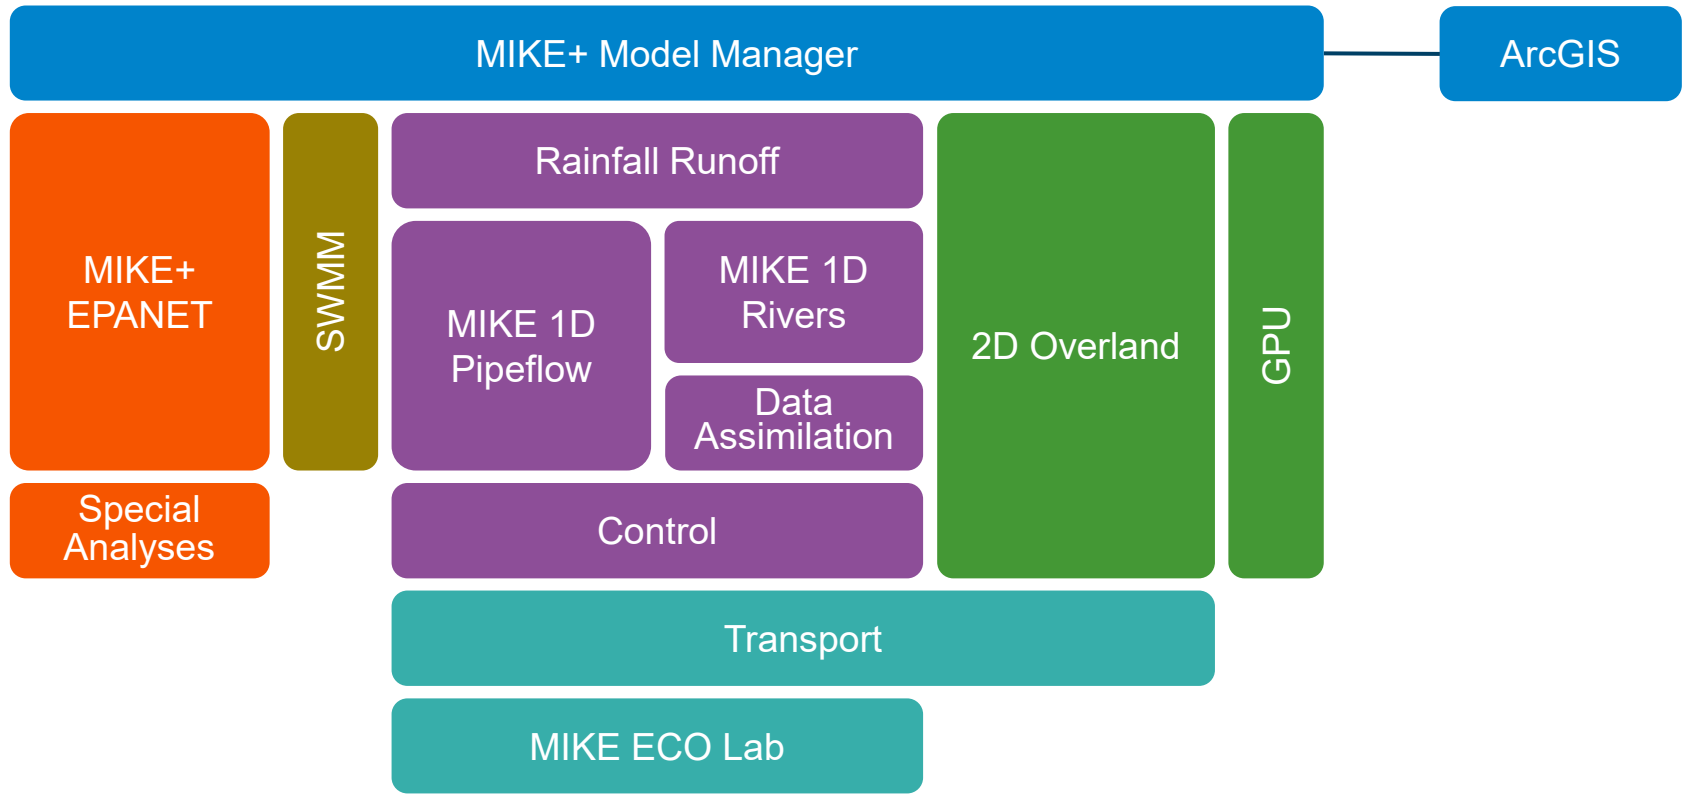 MIKE+ Model Manager
ArcGIS
MIKE+
EPANET
SWMM
Rainfall Runoff
MIKE 1D
Pipeflow
MIKE 1D
Rivers
Data
Assimilation
2D Overland
GPU
Special
Analyses
Control
Transport
MIKE ECO Lab